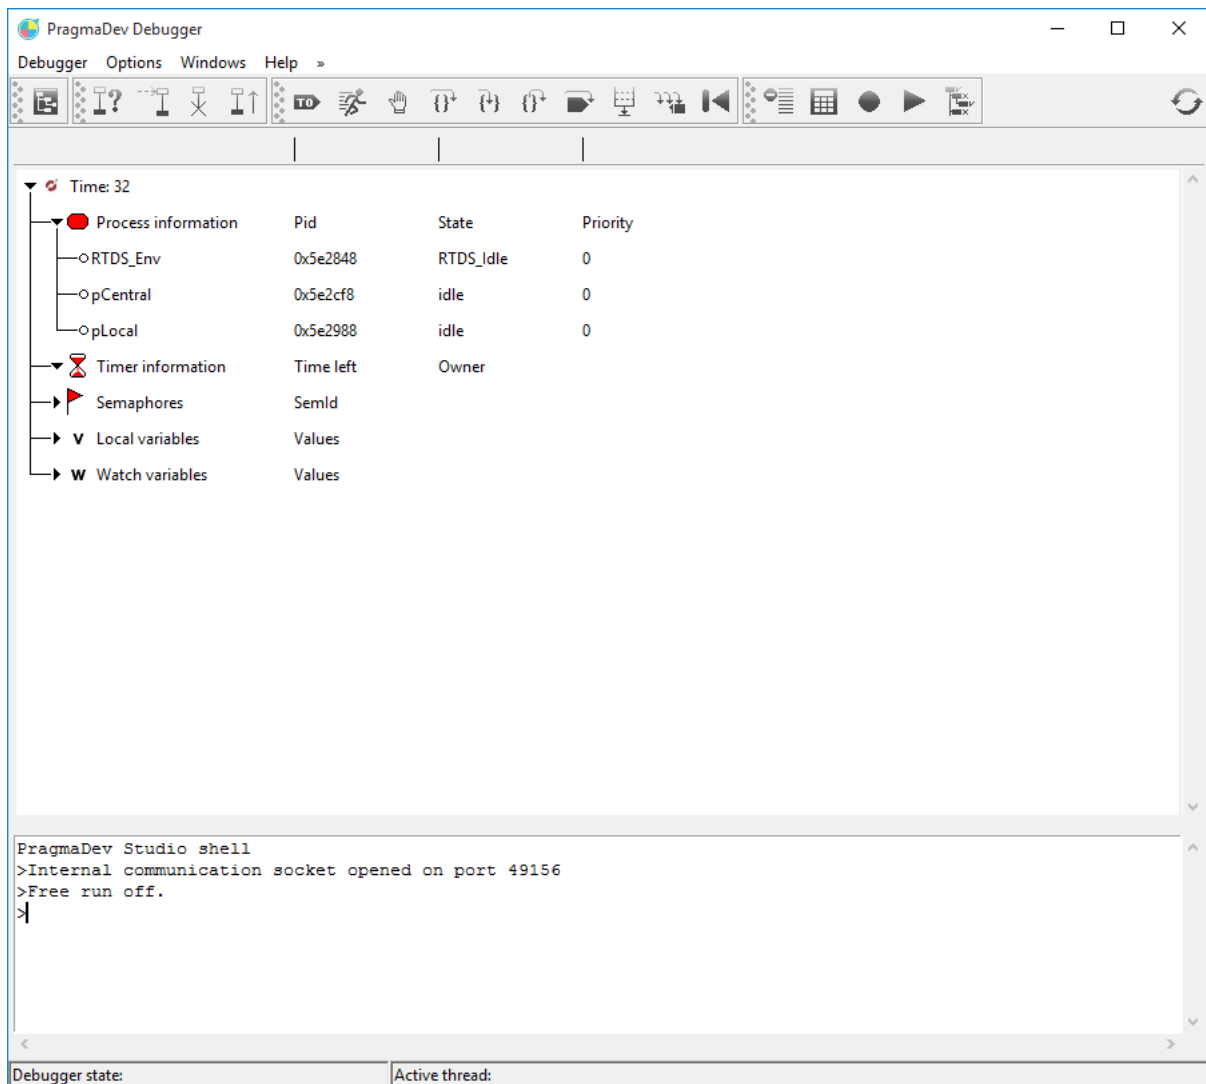 PragmaDev Debugger
Debugger Options Windows Help »
I? TO {} {} {}
Time: 32
Process information Pid State Priority
RTDS_Env 0x5e2848 RTDS_Idle 0
pCentral 0x5e2cf8 idle 0
pLocal 0x5e2988 idle 0
Timer information Time left Owner
Semaphores SemId
V Local variables Values
W Watch variables Values
PragmaDev Studio shell
>Internal communication socket opened on port 49156
>Free run off.
>
Debugger state: Active thread: